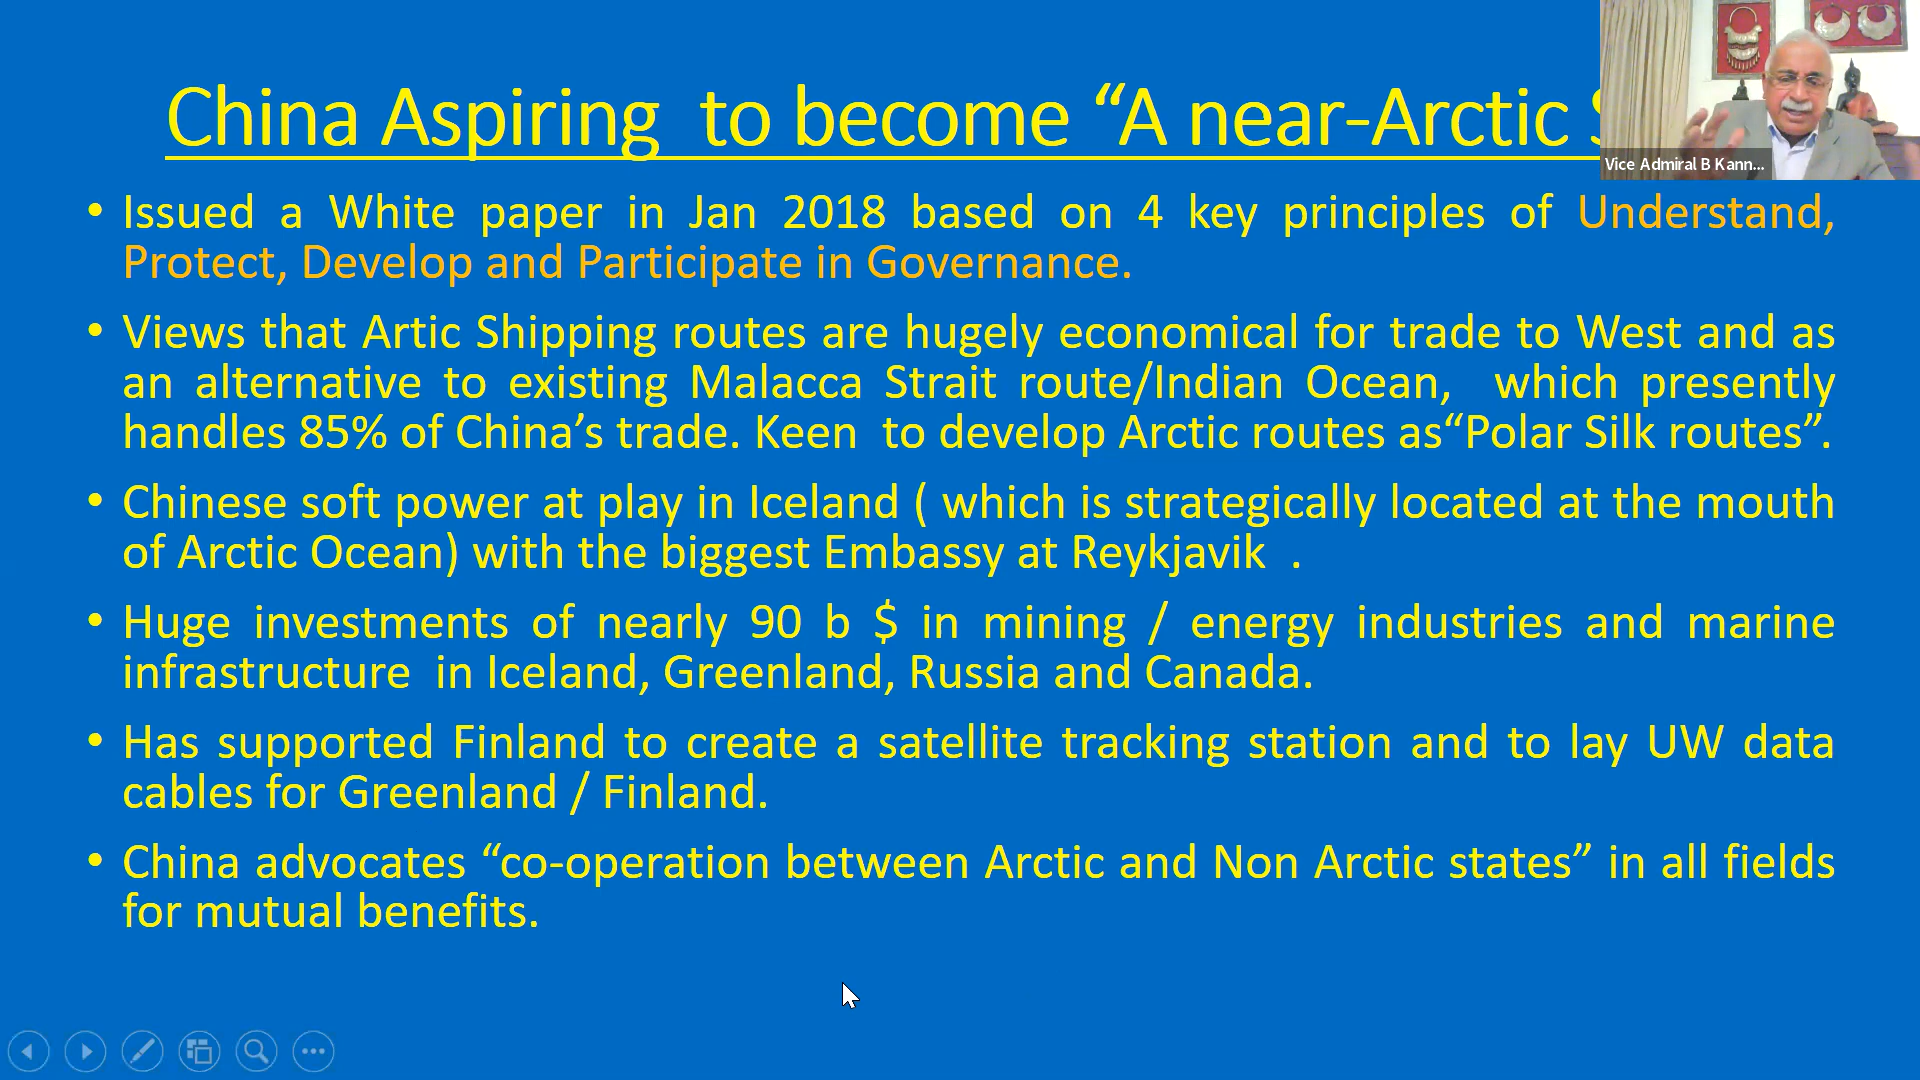 China Aspiring to become “A near-Arctic
Vice Admiral B Kann...
• Issued a White paper in Jan 2018 based on 4 key principles of Understand,
Protect, Develop and Participate in Governance.
• Views that Artic Shipping routes are hugely economical for trade to West and as
an alternative to existing Malacca Strait route/Indian Ocean, which presently
handles 85% of China’s trade. Keen to develop Arctic routes as“Polar Silk routes”.
• Chinese soft power at play in Iceland ( which is strategically located at the mouth
of Arctic Ocean) with the biggest Embassy at Reykjavik .
• Huge investments of nearly 90 b $ in mining / energy industries and marine
infrastructure in Iceland, Greenland, Russia and Canada.
• Has supported Finland to create a satellite tracking station and to lay UW data
cables for Greenland / Finland.
• China advocates “co-operation between Arctic and Non Arctic states” in all fields
for mutual benefits.